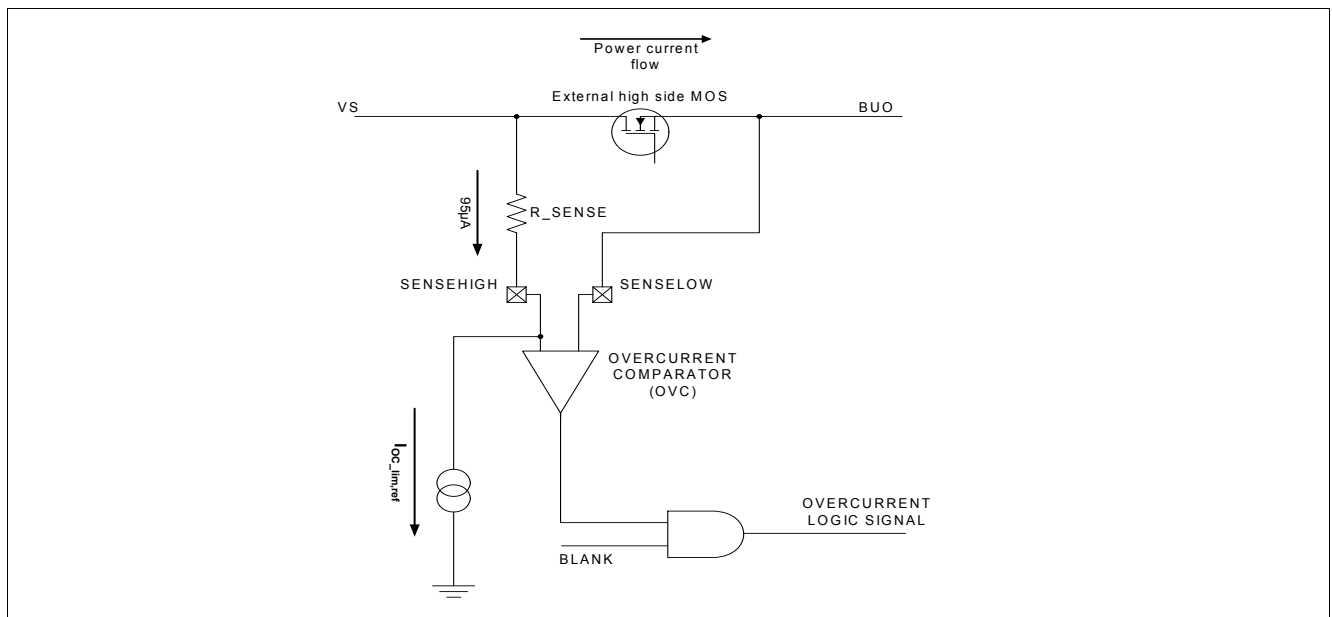 Power current
flow
External high side MOS
VS
BUO
95µA
R_SENSE
SENSEHIGH
SENSELOW
OVERCURRENT
COMPARATOR
(OVC)
IOC_lim,ref
OVERCURRENT
LOGIC SIGNAL
BLANK